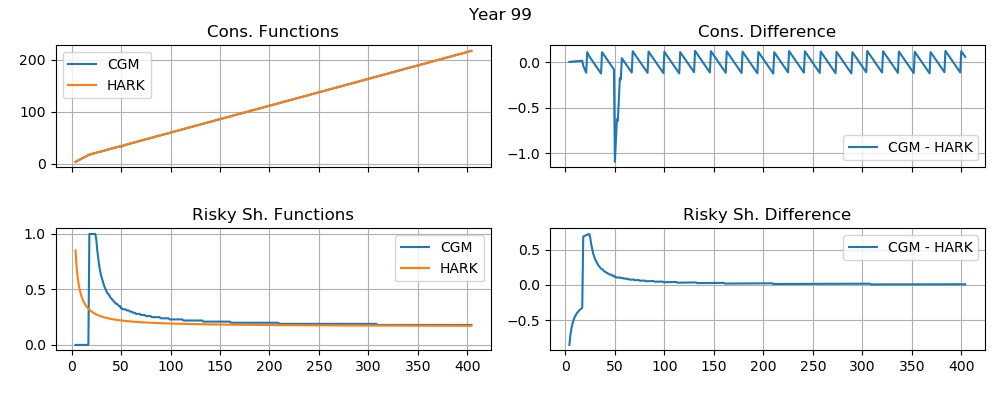 Year 99
Cons. Functions
200
100
0
CGM
HARK
Cons. Difference
0.0
−0.5
−1.0
CGM - HARK
Risky Sh. Functions
1.0
0.5
0.0
CGM
HARK
0 50 100 150 200 250 300 350 400
Risky Sh. Difference
0.5
0.0
−0.5
CGM - HARK
0 50 100 150 200 250 300 350 400